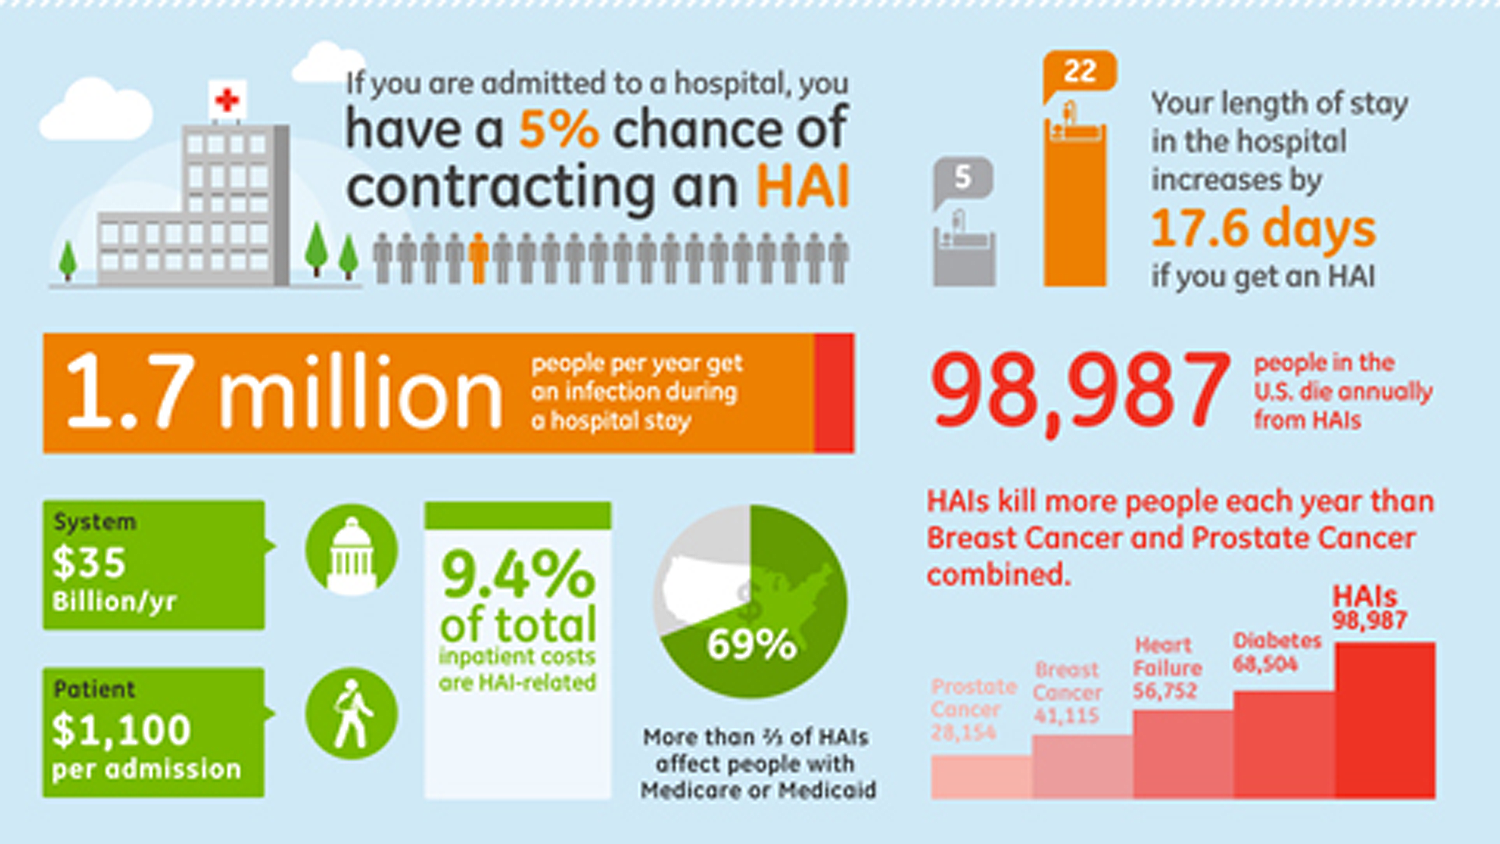 If you are admitted to a hospital, you
have a 5% chance of
contracting an HAI
5
22
Your length of stay
in the hospital
increases by
17.6 days
if you get an HAI
1.7 million
people per year get
an infection during
a hospital stay
98,987
people in the
U.S. die annually
from HAIs
System
$35
Billion/yr
Patient
$1,100
per admission
9.4%
of total
inpatient costs
are HAI-related
$
69%
More than ⅔ of HAIs
affect people with
Medicare or Medicaid
HAIs kill more people each year than
Breast Cancer and Prostate Cancer
combined.
Prostate
Cancer
28,154
Breast
Cancer
41,115
Heart
Failure
56,752
Diabetes
68,504
HAIs
98,987